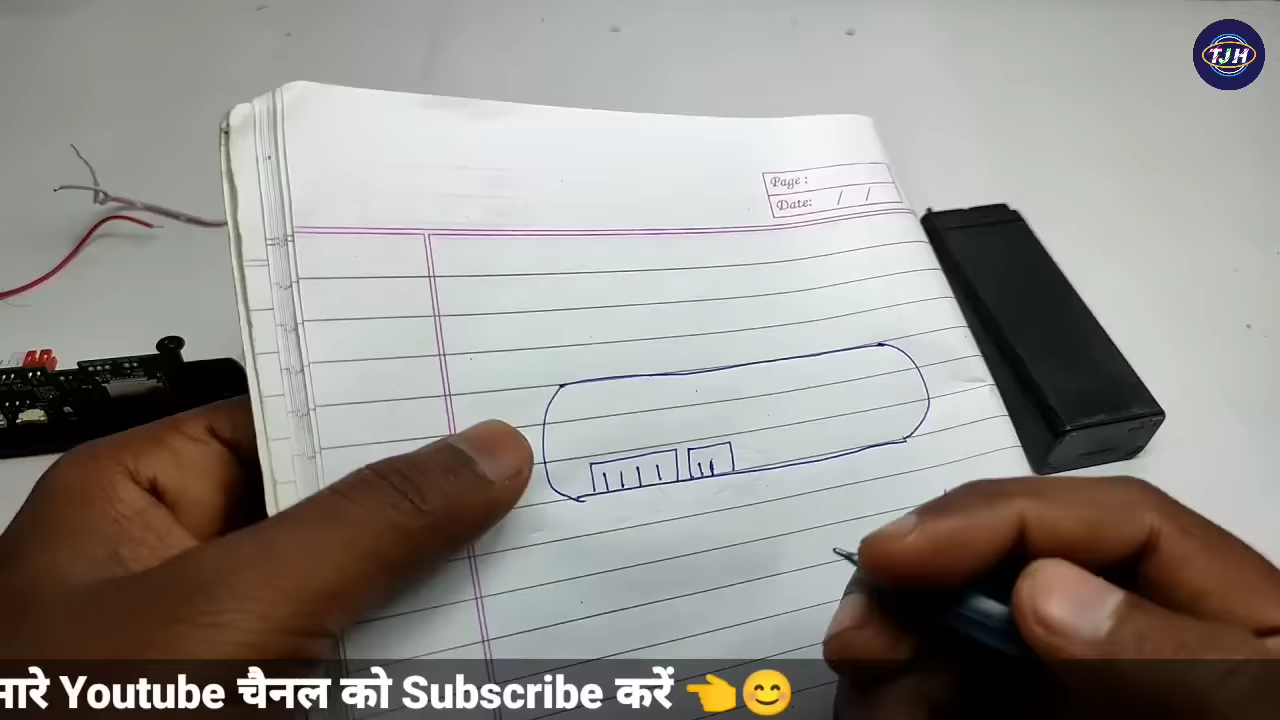 TJH
Page :
Date: / /
मारे Youtube चैनल को Subscribe करें 👈😊